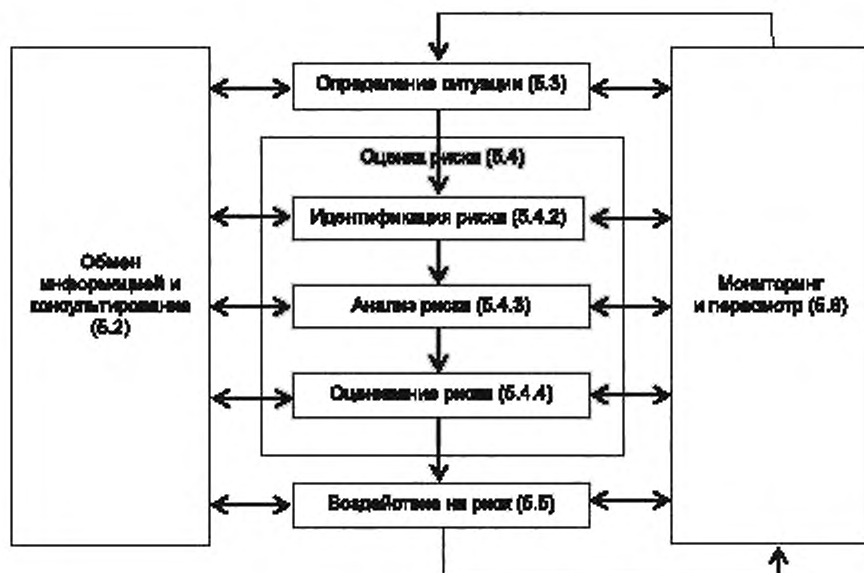 Определение ситуации (5.3)
Оценка риска (5.4)
Идентификация риска (5.4.2)
Обмен
информацией и
консультирование
(5.2)
Анализ риска (5.4.3)
Мониторинг
и пересмотр (5.6)
Оценивание риска (5.4.4)
Воздействие на риск (5.5)